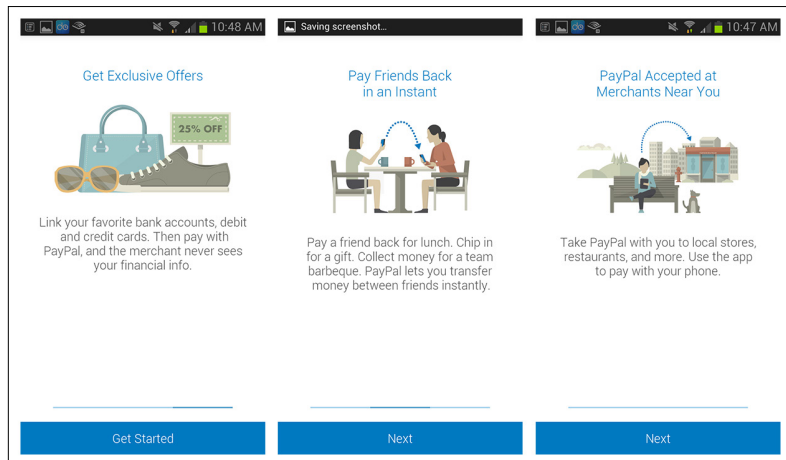 10:48 AM
Get Exclusive Offers
25% OFF
Link your favorite bank accounts, debit
and credit cards. Then pay with
PayPal, and the merchant never sees
your financial info.
Get Started
Saving screenshot...
Pay Friends Back
in an Instant
Pay a friend back for lunch. Chip in
for a gift. Collect money for a team
barbeque. PayPal lets you transfer
money between friends instantly.
Next
10:47 AM
PayPal Accepted at
Merchants Near You
Take PayPal with you to local stores,
restaurants, and more. Use the app
to pay with your phone.
Next